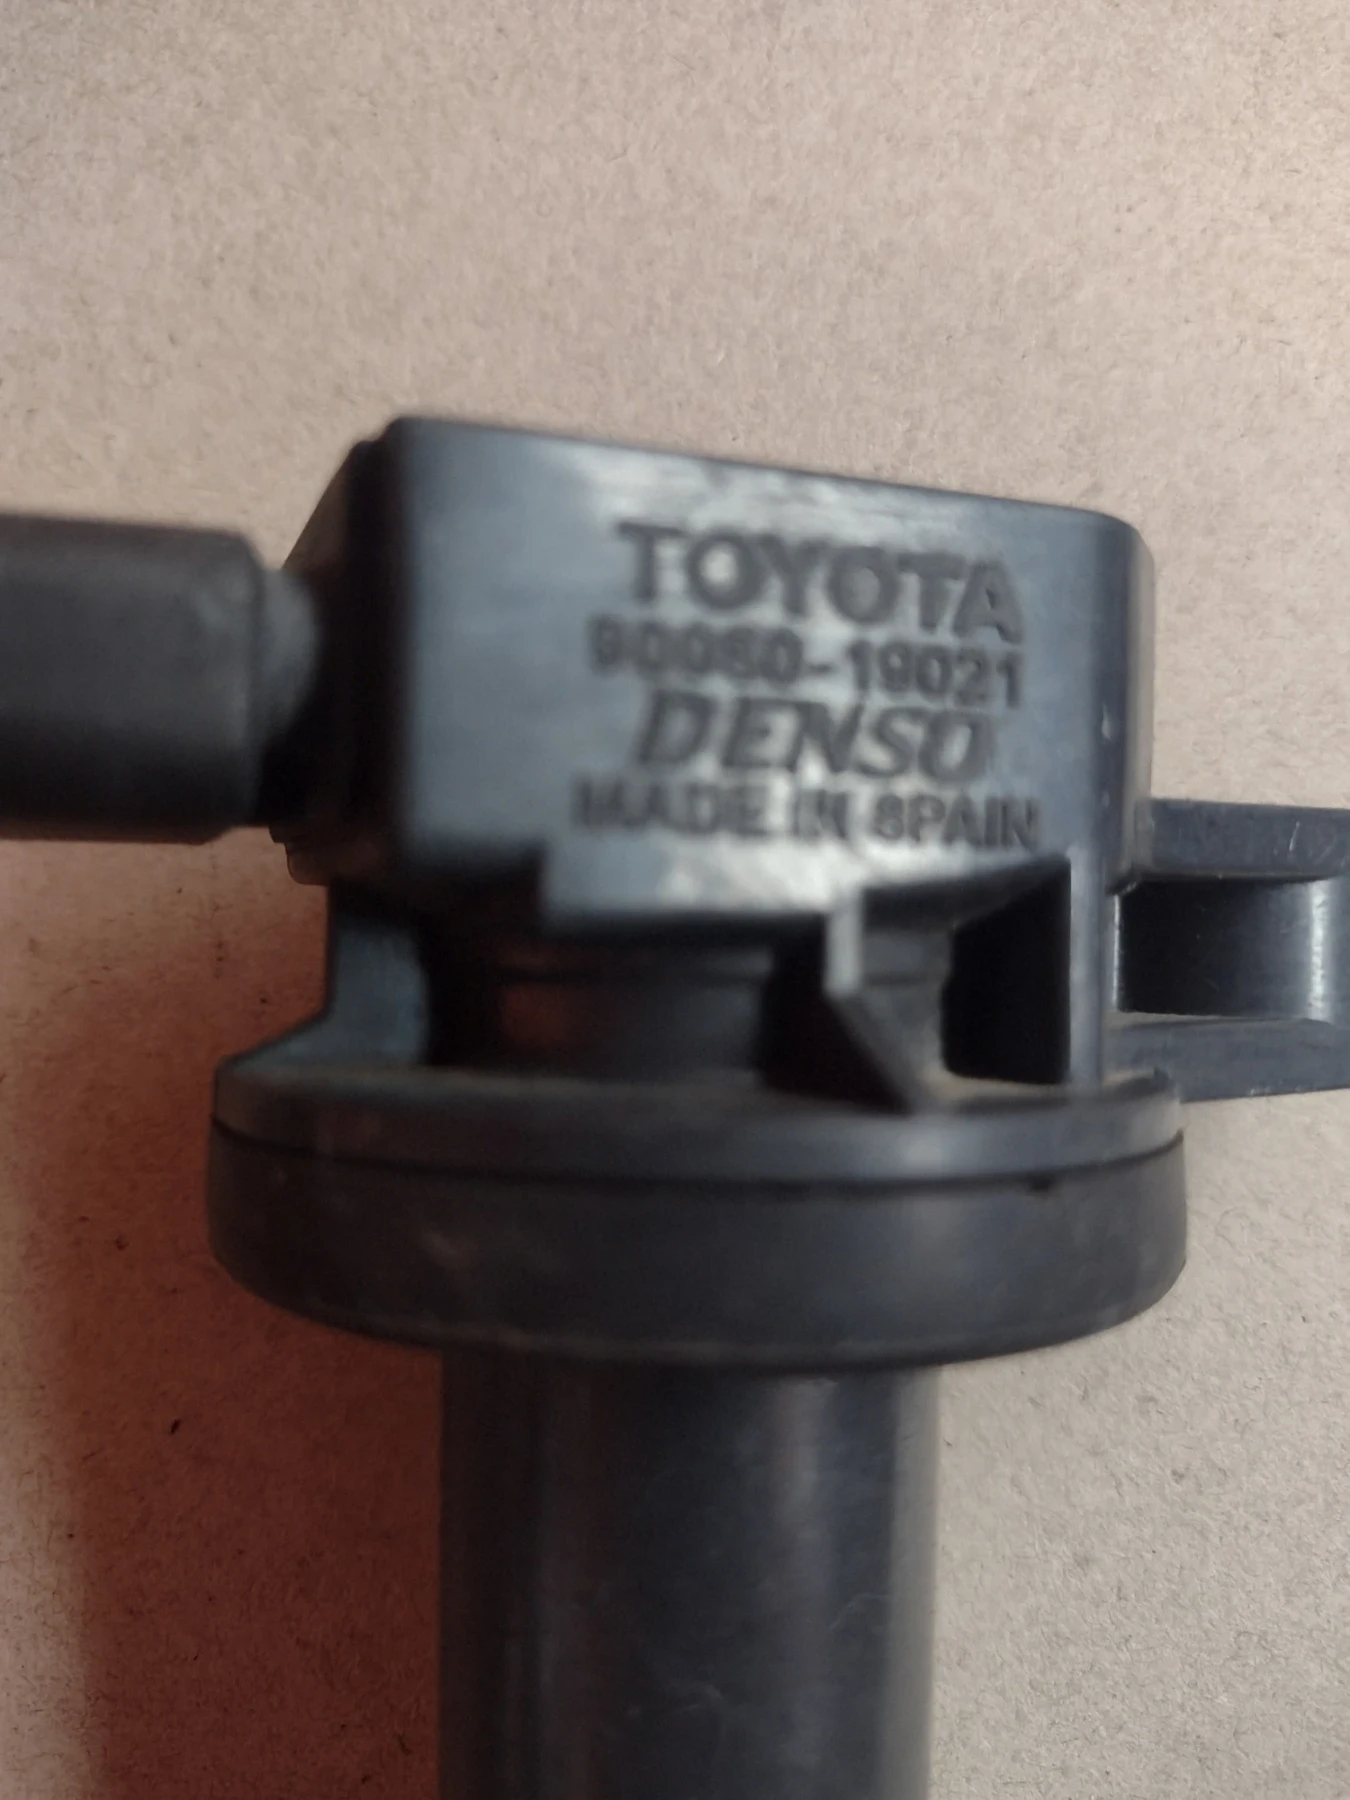 TOYOTA
90080-19021
DENSO
MADE IN SPAIN